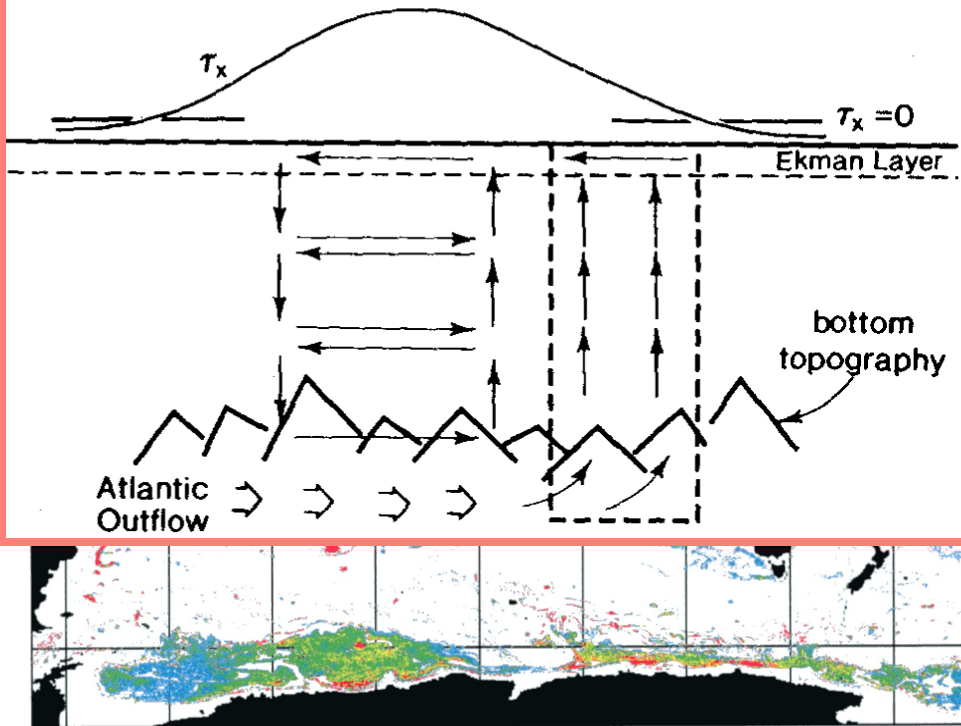 τx
τx =0
Ekman Layer
bottom
topography
Atlantic
Outflow